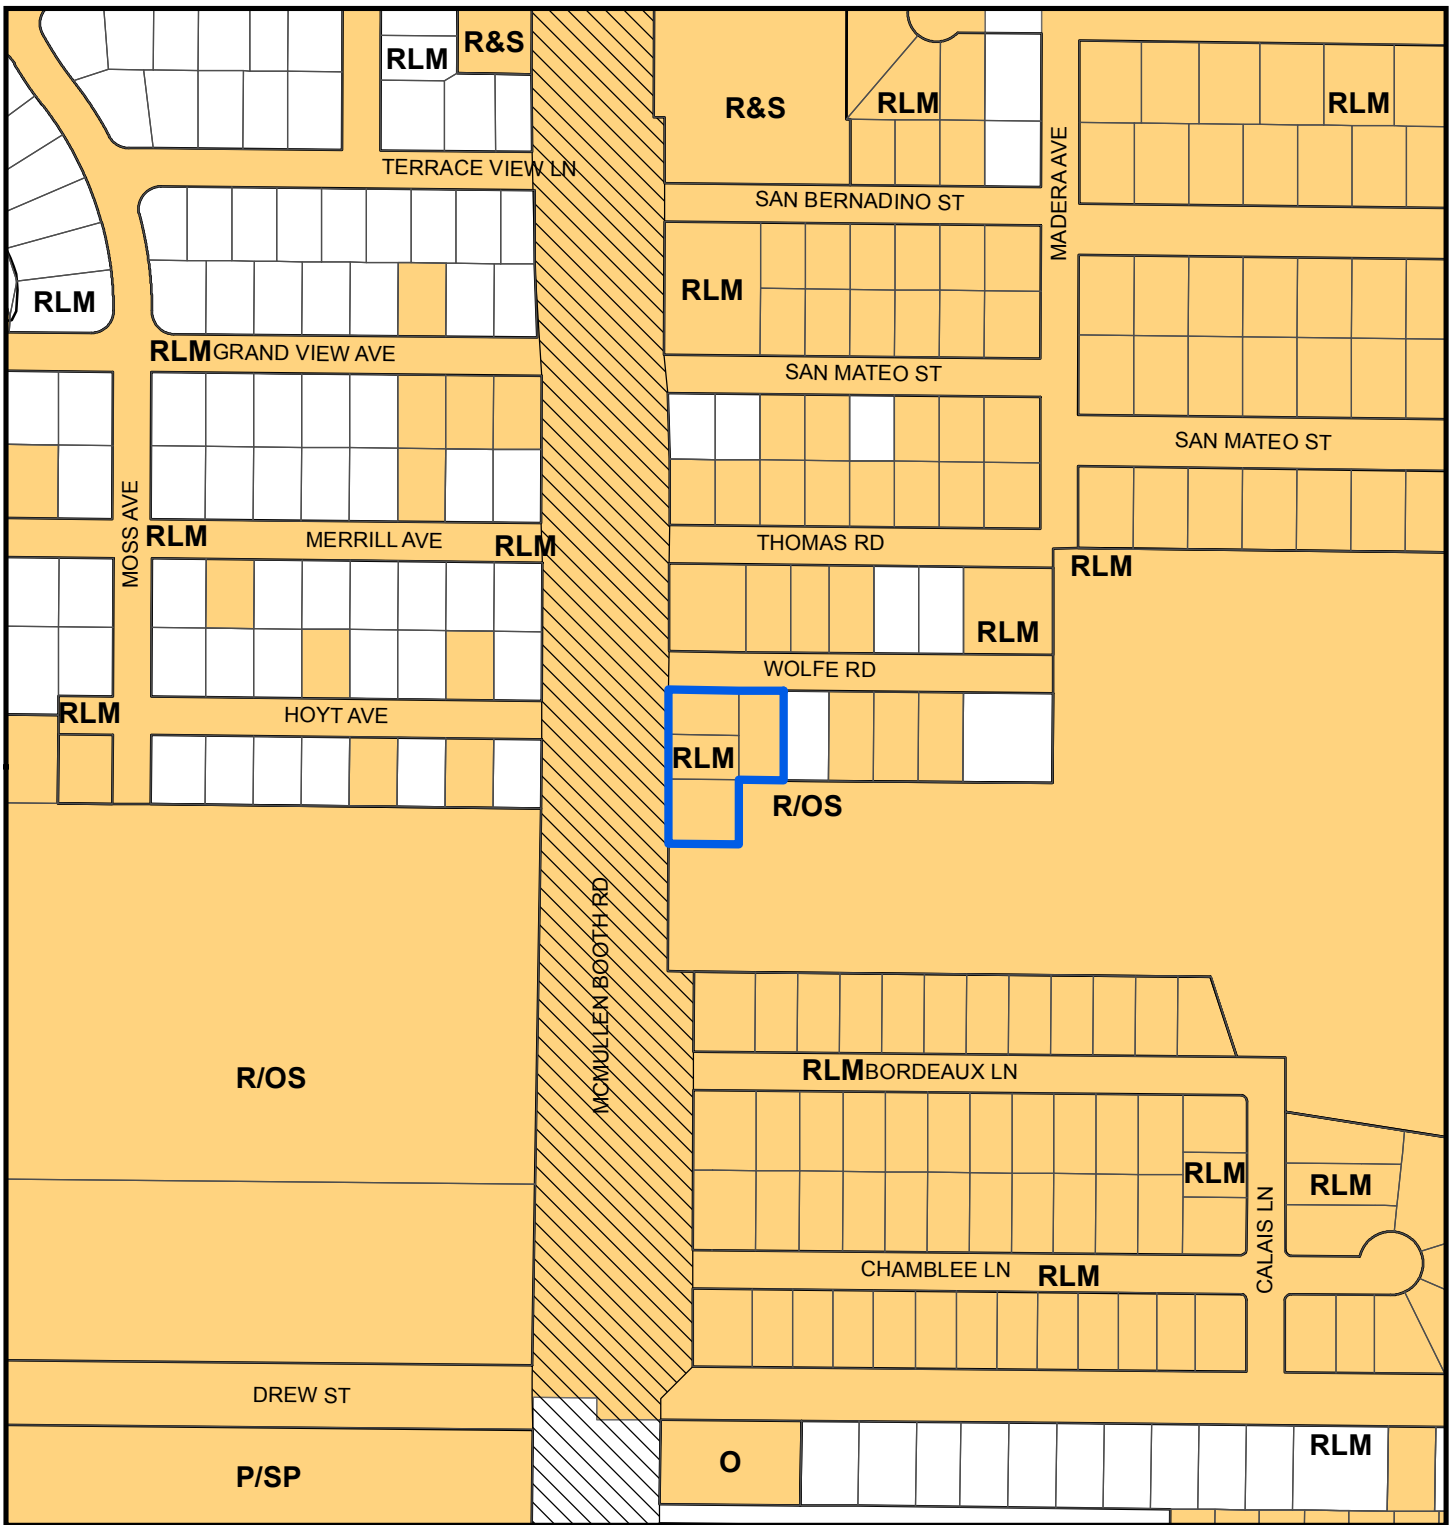 R&S
RLM
R&S
RLM
RLM
TERRACE VIEW LN
MADERA AVE
SAN BERNADINO ST
RLM
RLM
RLM
GRAND VIEW AVE
SAN MATEO ST
SAN MATEO ST
MOSS AVE
RLM
MERRILL AVE
RLM
THOMAS RD
RLM
RLM
WOLFE RD
RLM
HOYT AVE
RLM
R/OS
MCMULLEN BOOTH RD
R/OS
RLM
BORDEAUX LN
RLM
RLM
CALAIS LN
CHAMBLEE LN
RLM
DREW ST
RLM
O
P/SP